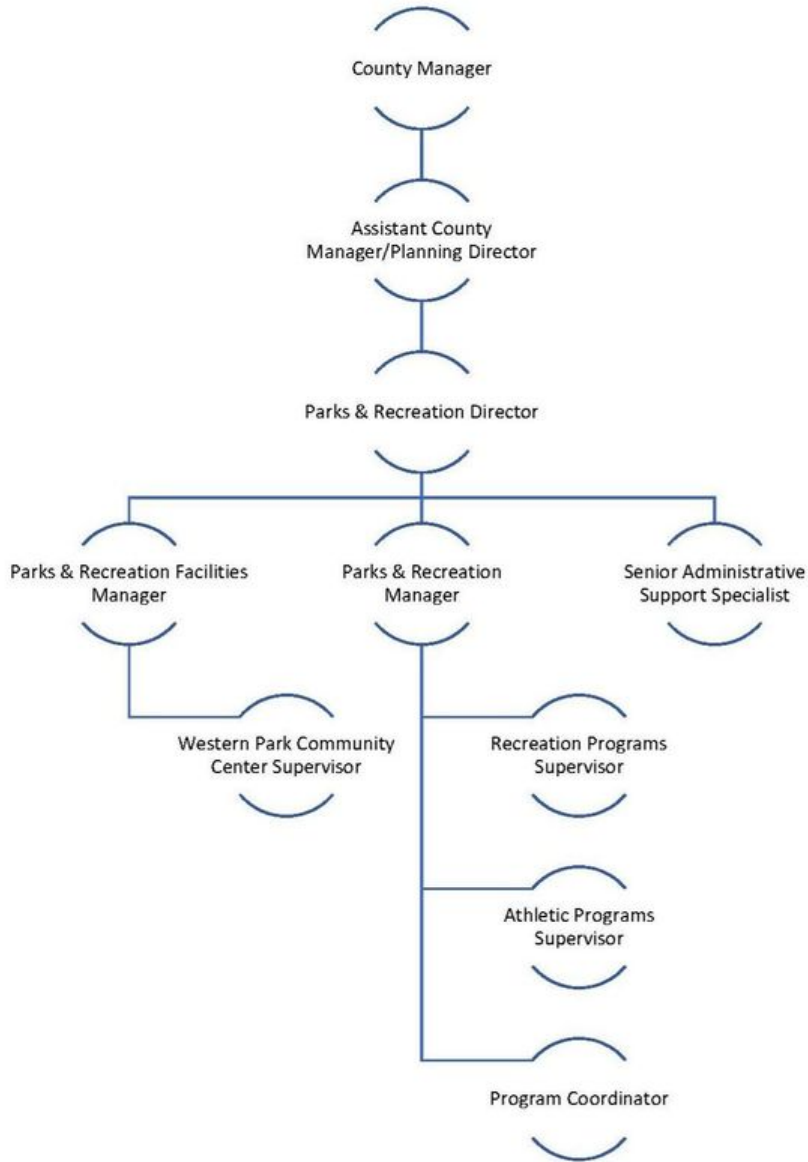 County Manager
Assistant County
Manager/Planning Director
Parks & Recreation Director
Parks & Recreation Facilities
Manager
Parks & Recreation
Manager
Senior Administrative
Support Specialist
Western Park Community
Center Supervisor
Recreation Programs
Supervisor
Athletic Programs
Supervisor
Program Coordinator